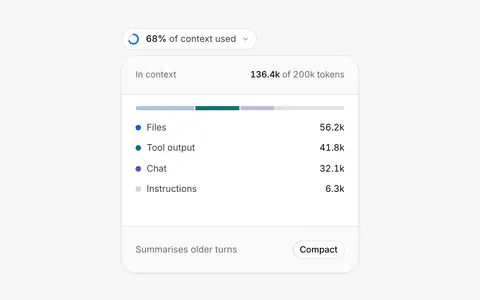 68% of context used
In context 136.4k of 200k tokens
Files 56.2k
Tool output 41.8k
Chat 32.1k
Instructions 6.3k
Summarises older turns Compact